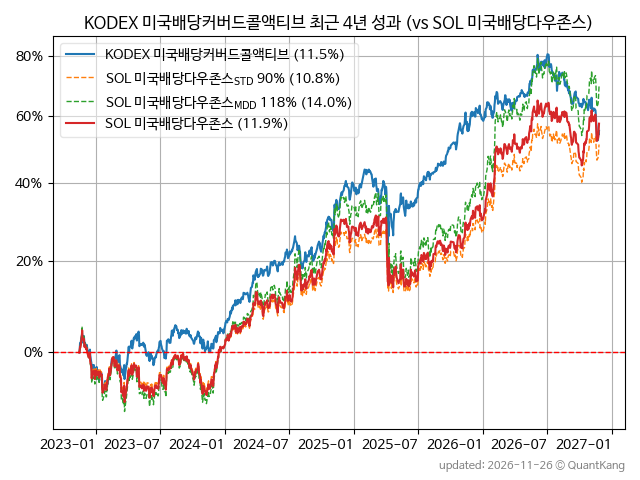 KODEX 미국배당커버드콜액티브 최근 4년 성과 (vs SOL 미국배당다우존스)
KODEX 미국배당커버드콜액티브 (11.5%)
SOL 미국배당다우존스STD 90% (10.8%)
SOL 미국배당다우존스MDD 118% (14.0%)
SOL 미국배당다우존스 (11.9%)
80%
60%
40%
20%
0%
2023-01 2023-07 2024-01 2024-07 2025-01 2025-07 2026-01 2026-07 2027-01
updated: 2026-11-26 © QuantKang